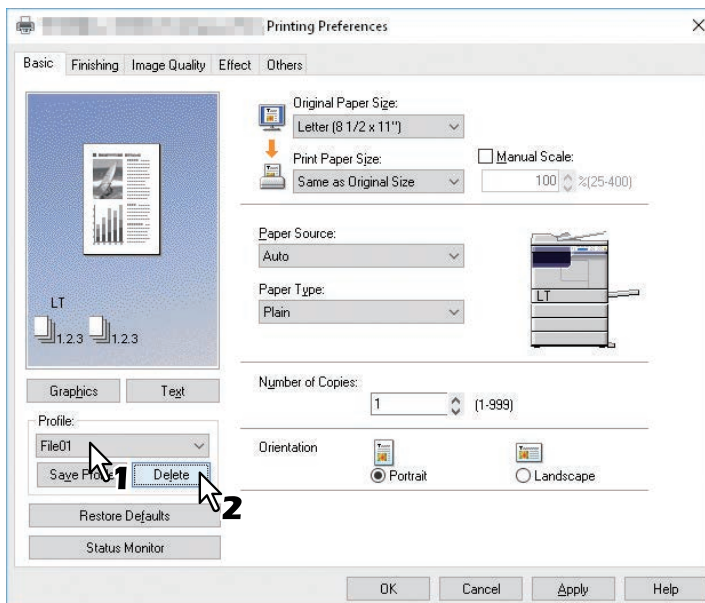 Printing Preferences
Basic Finishing Image Quality Effect Others
Original Paper Size:
Letter (8 1/2 x 11")
Print Paper Size:
Same as Original Size
Manual Scale:
100 %(25-400)
Paper Source:
Auto
Paper Type:
Plain
LT
LT
1.2.3 1.2.3
Graphics Text
Number of Copies:
1 (1-999)
Profile:
File01
1
Delete
2
Orientation
Portrait Landscape
Restore Defaults
Status Monitor
OK Cancel Apply Help